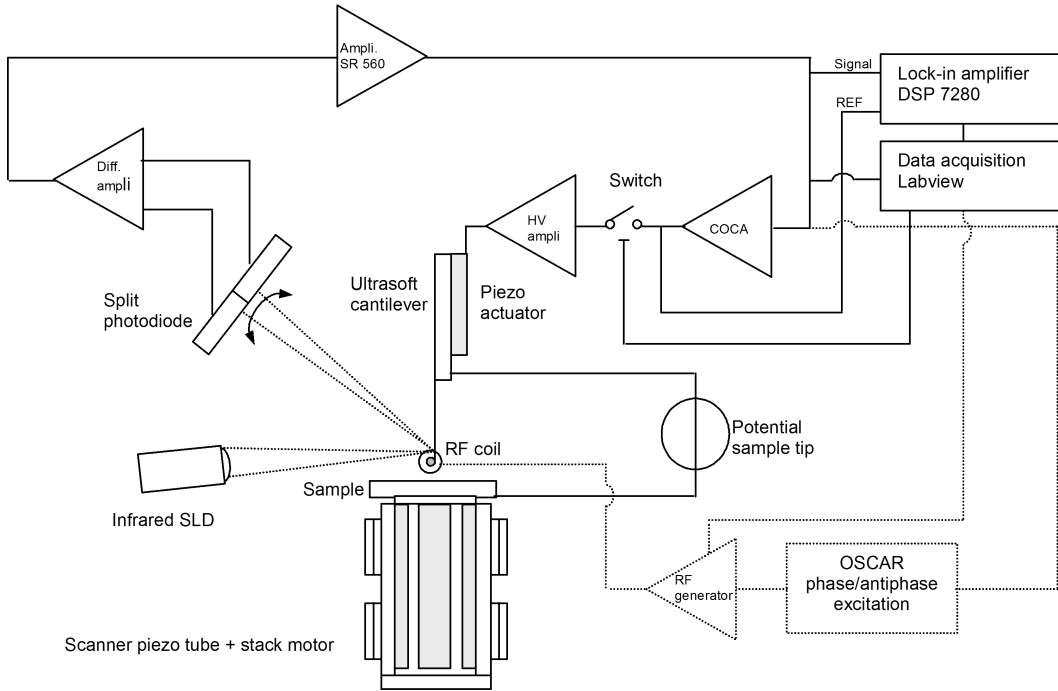 Ampli.
SR 560
Signal
Lock-in amplifier
DSP 7280
REF
Diff.
ampli
Data acquisition
Labview
Switch
HV
ampli
COCA
Split
photodiode
Ultrasoft
cantilever
Piezo
actuator
Potential
sample tip
RF coil
Sample
Infrared SLD
RF
generator
OSCAR
phase/antiphase
excitation
Scanner piezo tube + stack motor